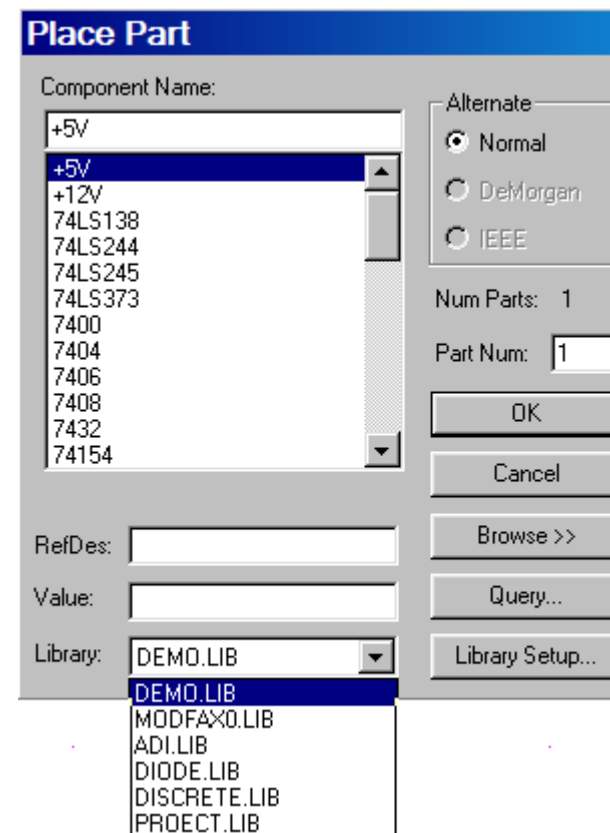 Place Part
Component Name:
+5V
+5V
+12V
74LS138
74LS244
74LS245
74LS373
7400
7404
7406
7408
7432
74154
Alternate
Normal
DeMorgan
IEEE
Num Parts: 1
Part Num: 1
OK
Cancel
Browse >>
Query...
Library Setup...
RefDes:
Value:
Library: DEMO.LIB
DEMO.LIB
MODFAX0.LIB
ADI.LIB
DIODE.LIB
DISCRETE.LIB
PROECT.LIB